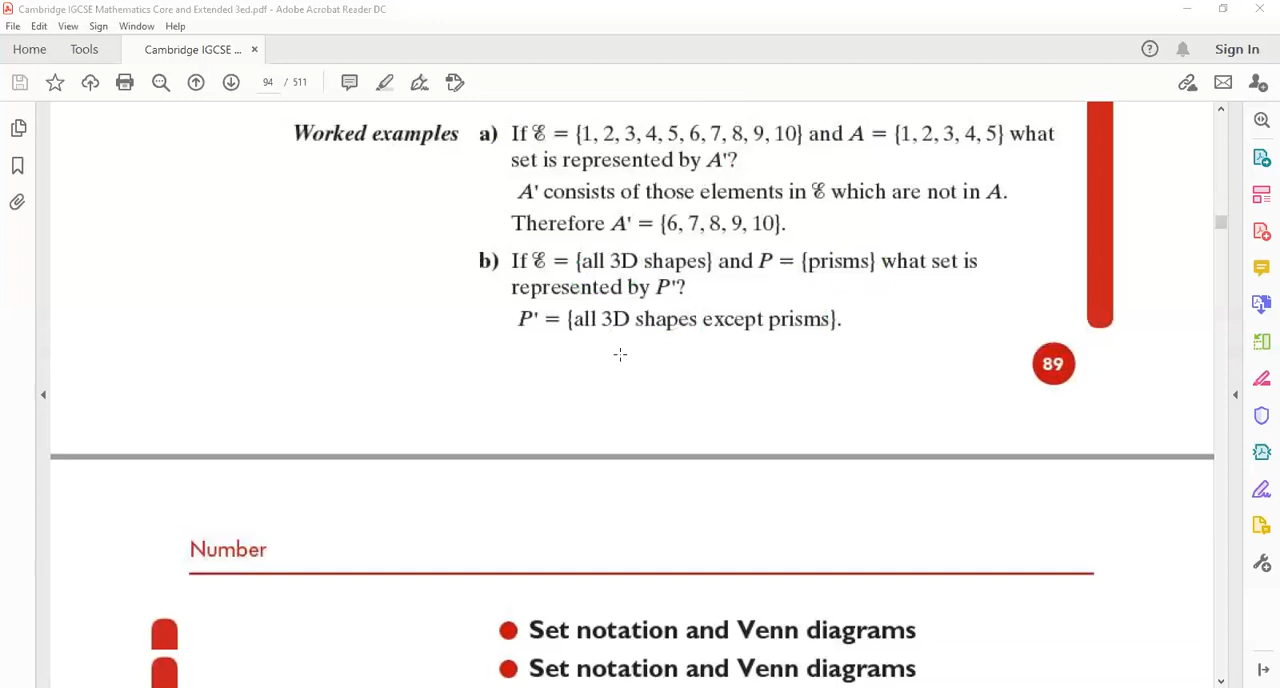 Cambridge IGCSE Mathematics Core and Extended 3ed.pdf - Adobe Acrobat Reader DC
File Edit View Sign Window Help
Home Tools Cambridge IGCSE ... × Sign In
94 / 511
Worked examples a) If ℰ = {1, 2, 3, 4, 5, 6, 7, 8, 9, 10} and A = {1, 2, 3, 4, 5} what
set is represented by A'?
A' consists of those elements in ℰ which are not in A.
Therefore A' = {6, 7, 8, 9, 10}.
b) If ℰ = {all 3D shapes} and P = {prisms} what set is
represented by P'?
P' = {all 3D shapes except prisms}.
89
Number
● Set notation and Venn diagrams
● Set notation and Venn diagrams